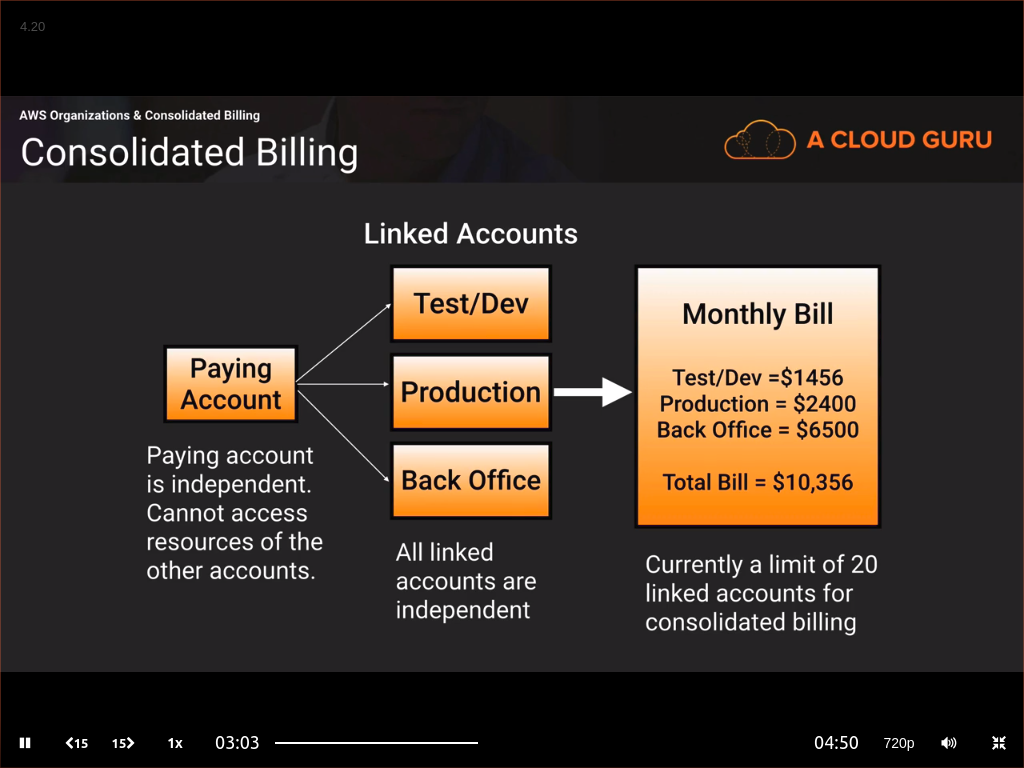 4.20
AWS Organizations & Consolidated Billing
Consolidated Billing
A CLOUD GURU
Linked Accounts
Paying
Account
Paying account
is independent.
Cannot access
resources of the
other accounts.
Test/Dev
Production
Back Office
All linked
accounts are
independent
Monthly Bill
Test/Dev =$1456
Production = $2400
Back Office = $6500
Total Bill = $10,356
Currently a limit of 20
linked accounts for
consolidated billing
15
15
1x
03:03
04:50
720p